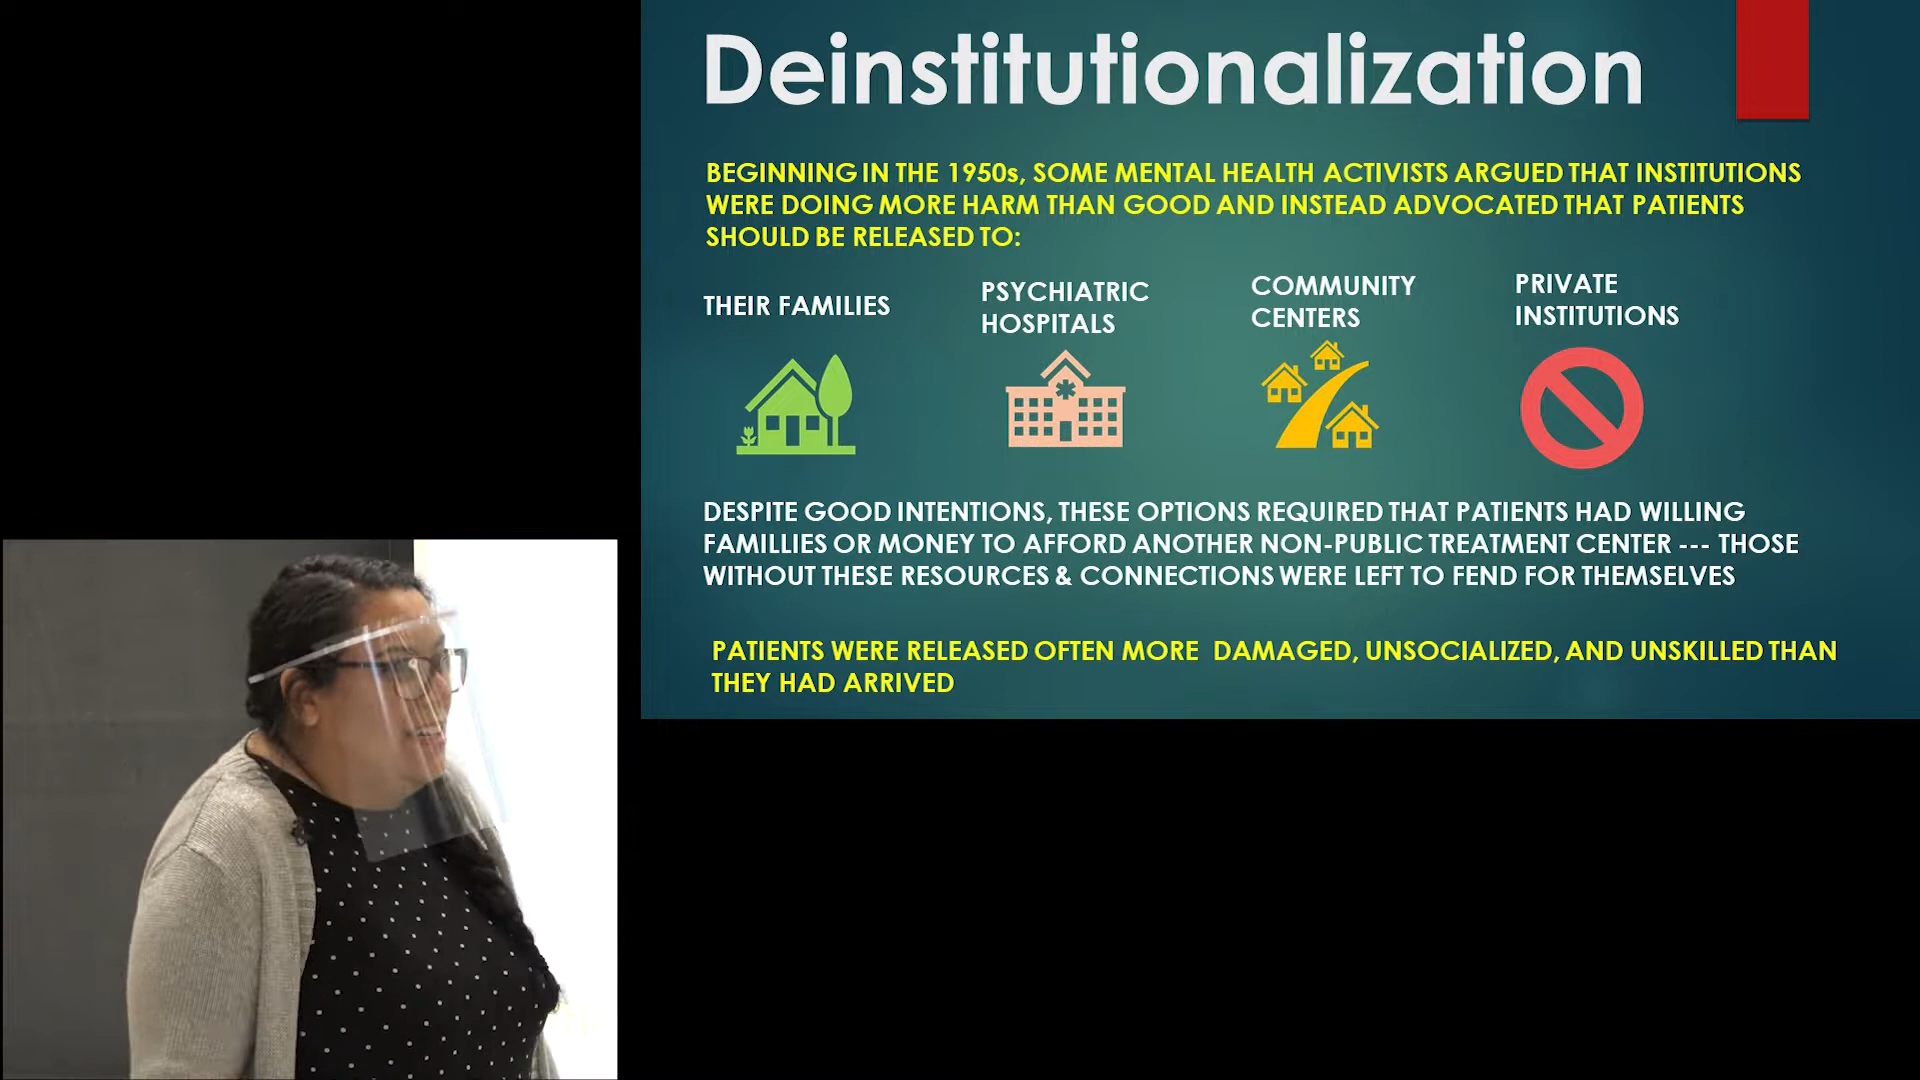 Deinstitutionalization
BEGINNING IN THE 1950s, SOME MENTAL HEALTH ACTIVISTS ARGUED THAT INSTITUTIONS
WERE DOING MORE HARM THAN GOOD AND INSTEAD ADVOCATED THAT PATIENTS
SHOULD BE RELEASED TO:
THEIR FAMILIES
PSYCHIATRIC
HOSPITALS
COMMUNITY
CENTERS
PRIVATE
INSTITUTIONS
DESPITE GOOD INTENTIONS, THESE OPTIONS REQUIRED THAT PATIENTS HAD WILLING
FAMILLIES OR MONEY TO AFFORD ANOTHER NON-PUBLIC TREATMENT CENTER --- THOSE
WITHOUT THESE RESOURCES & CONNECTIONS WERE LEFT TO FEND FOR THEMSELVES
PATIENTS WERE RELEASED OFTEN MORE DAMAGED, UNSOCIALIZED, AND UNSKILLED THAN
THEY HAD ARRIVED